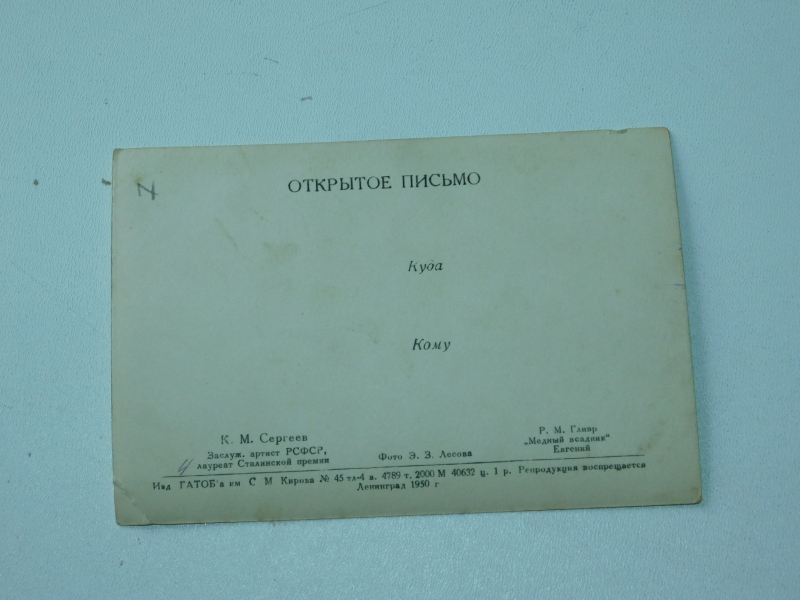 ОТКРЫТОЕ ПИСЬМО
Куда
Кому
К. М. Сергеев
Заслуж. артист РСФСР,
лауреат Сталинской премии
Фото Э. З. Лесова
Р. М. Глиэр
„Медный всадник"
Евгений
Изд ГАТОБ'а им С М Кирова № 45 тл-4 з. 4789 т. 2000 М 40632 ц. 1 р. Репродукция воспрещается
Ленинград 1950 г